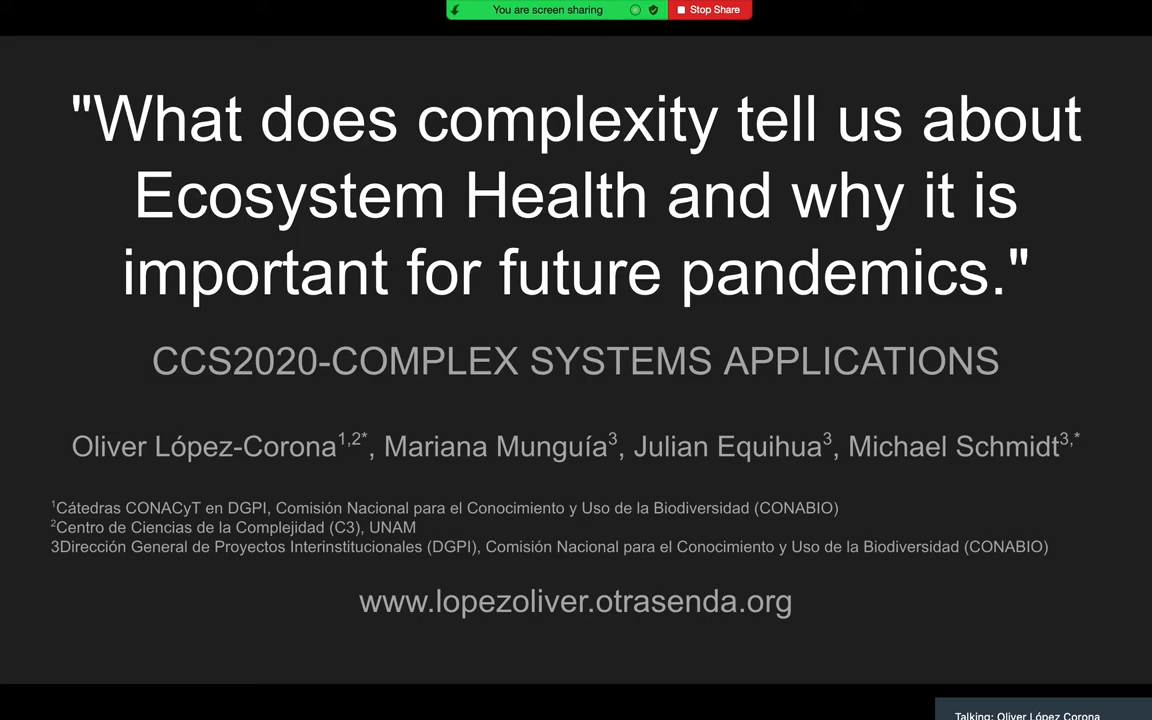 You are screen sharing
Stop Share
"What does complexity tell us about
Ecosystem Health and why it is
important for future pandemics."
CCS2020-COMPLEX SYSTEMS APPLICATIONS
Oliver López-Corona1,2*, Mariana Munguía3, Julian Equihua3, Michael Schmidt3,*
1Cátedras CONACyT en DGPI, Comisión Nacional para el Conocimiento y Uso de la Biodiversidad (CONABIO)
2Centro de Ciencias de la Complejidad (C3), UNAM
3Dirección General de Proyectos Interinstitucionales (DGPI), Comisión Nacional para el Conocimiento y Uso de la Biodiversidad (CONABIO)
www.lopezoliver.otrasenda.org
Talking: Oliver López Corona